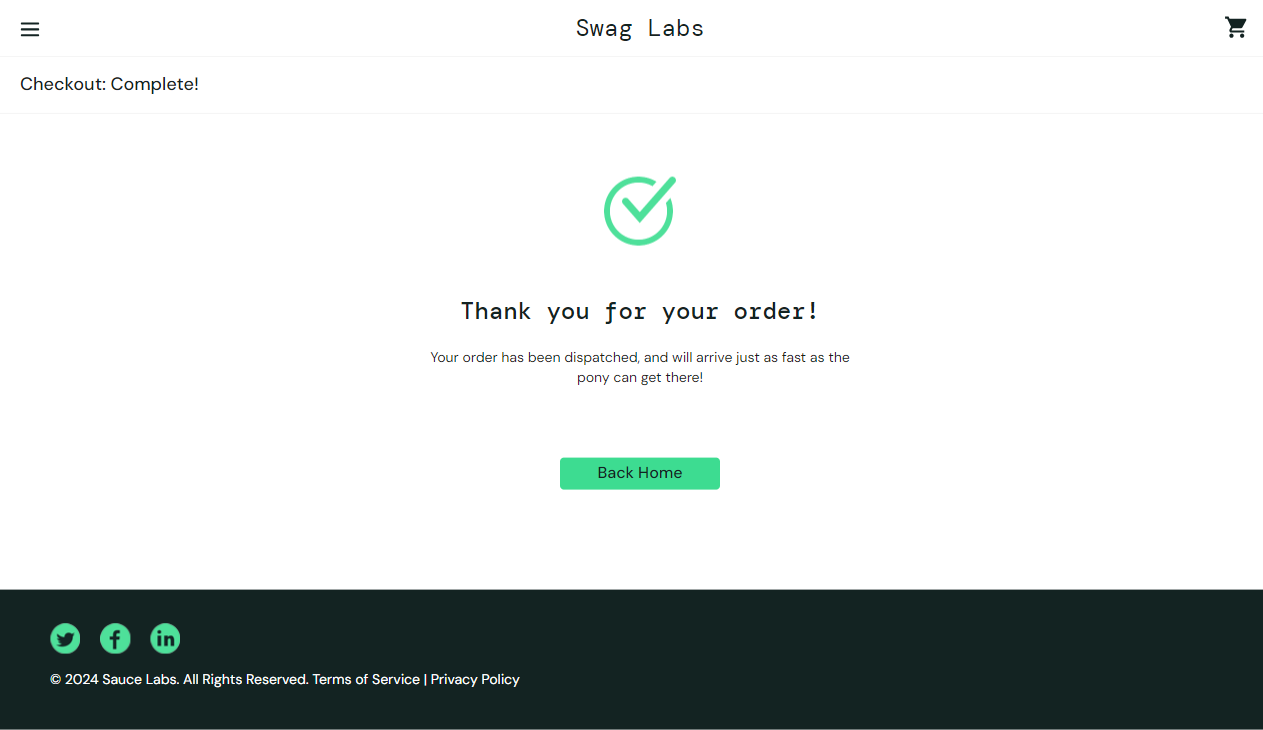 Swag Labs
Checkout: Complete!
Thank you for your order!
Your order has been dispatched, and will arrive just as fast as the
pony can get there!
Back Home
© 2024 Sauce Labs. All Rights Reserved. Terms of Service | Privacy Policy